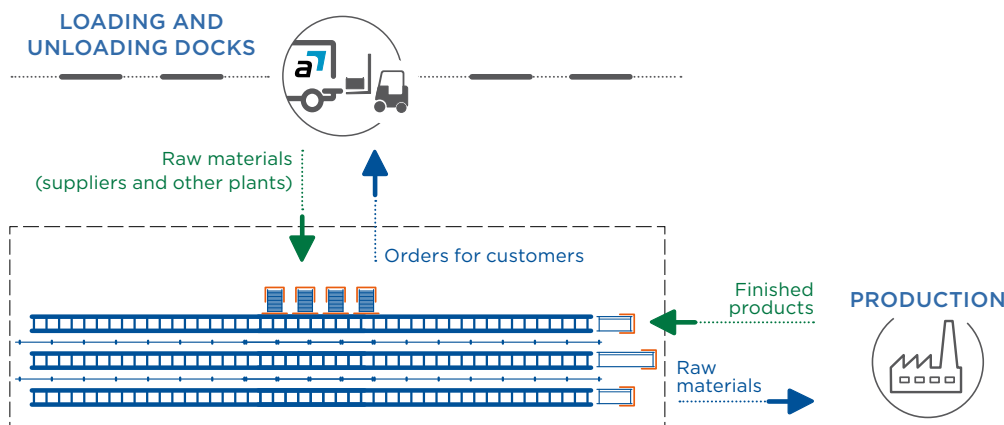 LOADING AND
UNLOADING DOCKS
a
Raw materials
(suppliers and other plants)
Orders for customers
Finished
products
PRODUCTION
Raw
materials